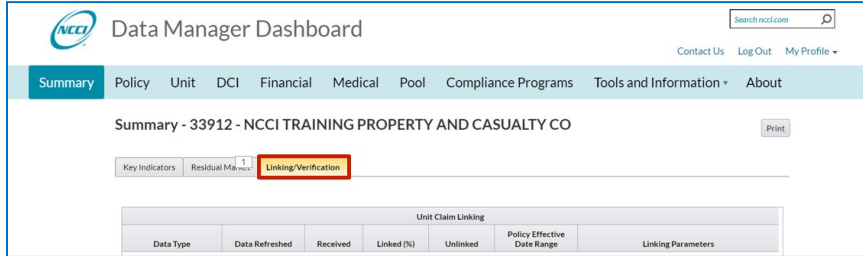 NCCI
Data Manager Dashboard
Search ncci.com
Contact Us Log Out My Profile
Summary Policy Unit DCI Financial Medical Pool Compliance Programs Tools and Information About
Summary - 33912 - NCCI TRAINING PROPERTY AND CASUALTY CO
Print
Key Indicators Residual Market 1 Linking/Verification
Unit Claim Linking
Data Type Data Refreshed Received Linked (%) Unlinked Policy Effective Date Range Linking Parameters